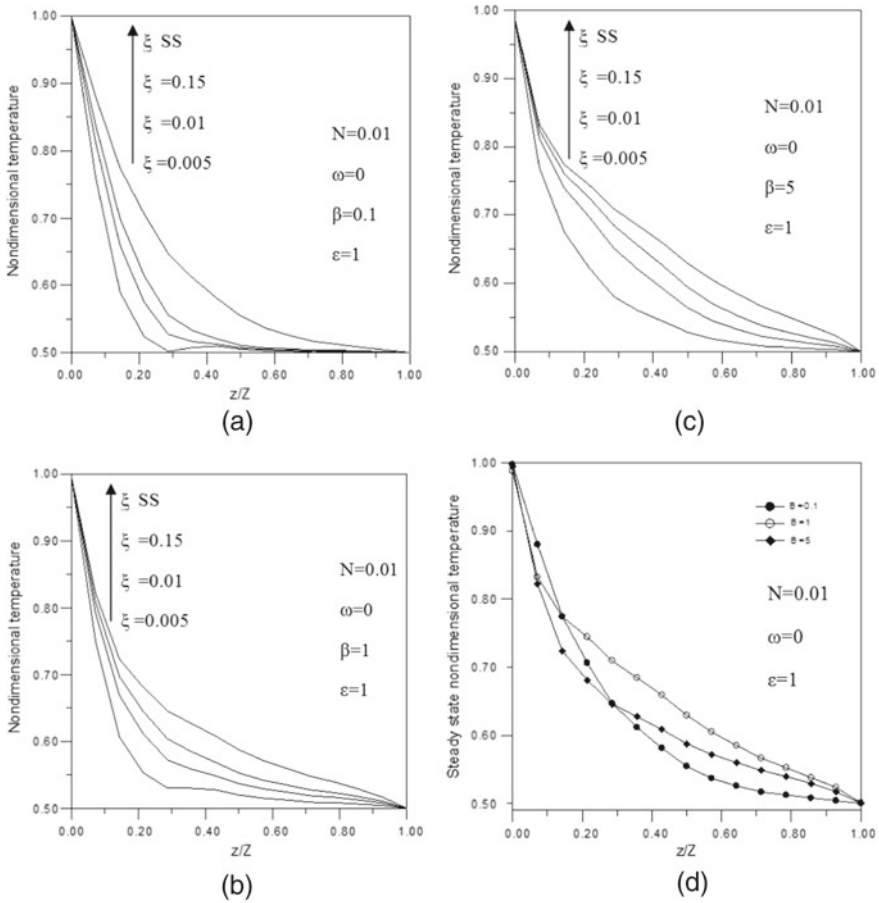 Nondimensional temperature
1.00
0.90
0.80
0.70
0.60
0.50
ξ SS
ξ =0.15
ξ =0.01
ξ =0.005
N=0.01
ω=0
β=0.1
ε=1
0.00 0.20 0.40 0.60 0.80 1.00
z/Z
(a)
Nondimensional temperature
1.00
0.90
0.80
0.70
0.60
0.50
ξ SS
ξ =0.15
ξ =0.01
ξ =0.005
N=0.01
ω=0
β=5
ε=1
0.00 0.20 0.40 0.60 0.80 1.00
(c)
Nondimensional temperature
1.00
0.90
0.80
0.70
0.60
0.50
ξ SS
ξ =0.15
ξ =0.01
ξ =0.005
N=0.01
ω=0
β=1
ε=1
0.00 0.20 0.40 0.60 0.80 1.00
z/Z
(b)
Steady state nondimensional temperature
1.00
0.90
0.80
0.70
0.60
0.50
B=0,1
B=1
B=5
N=0.01
ω=0
ε=1
0.00 0.20 0.40 0.60 0.80 1.00
z/Z
(d)